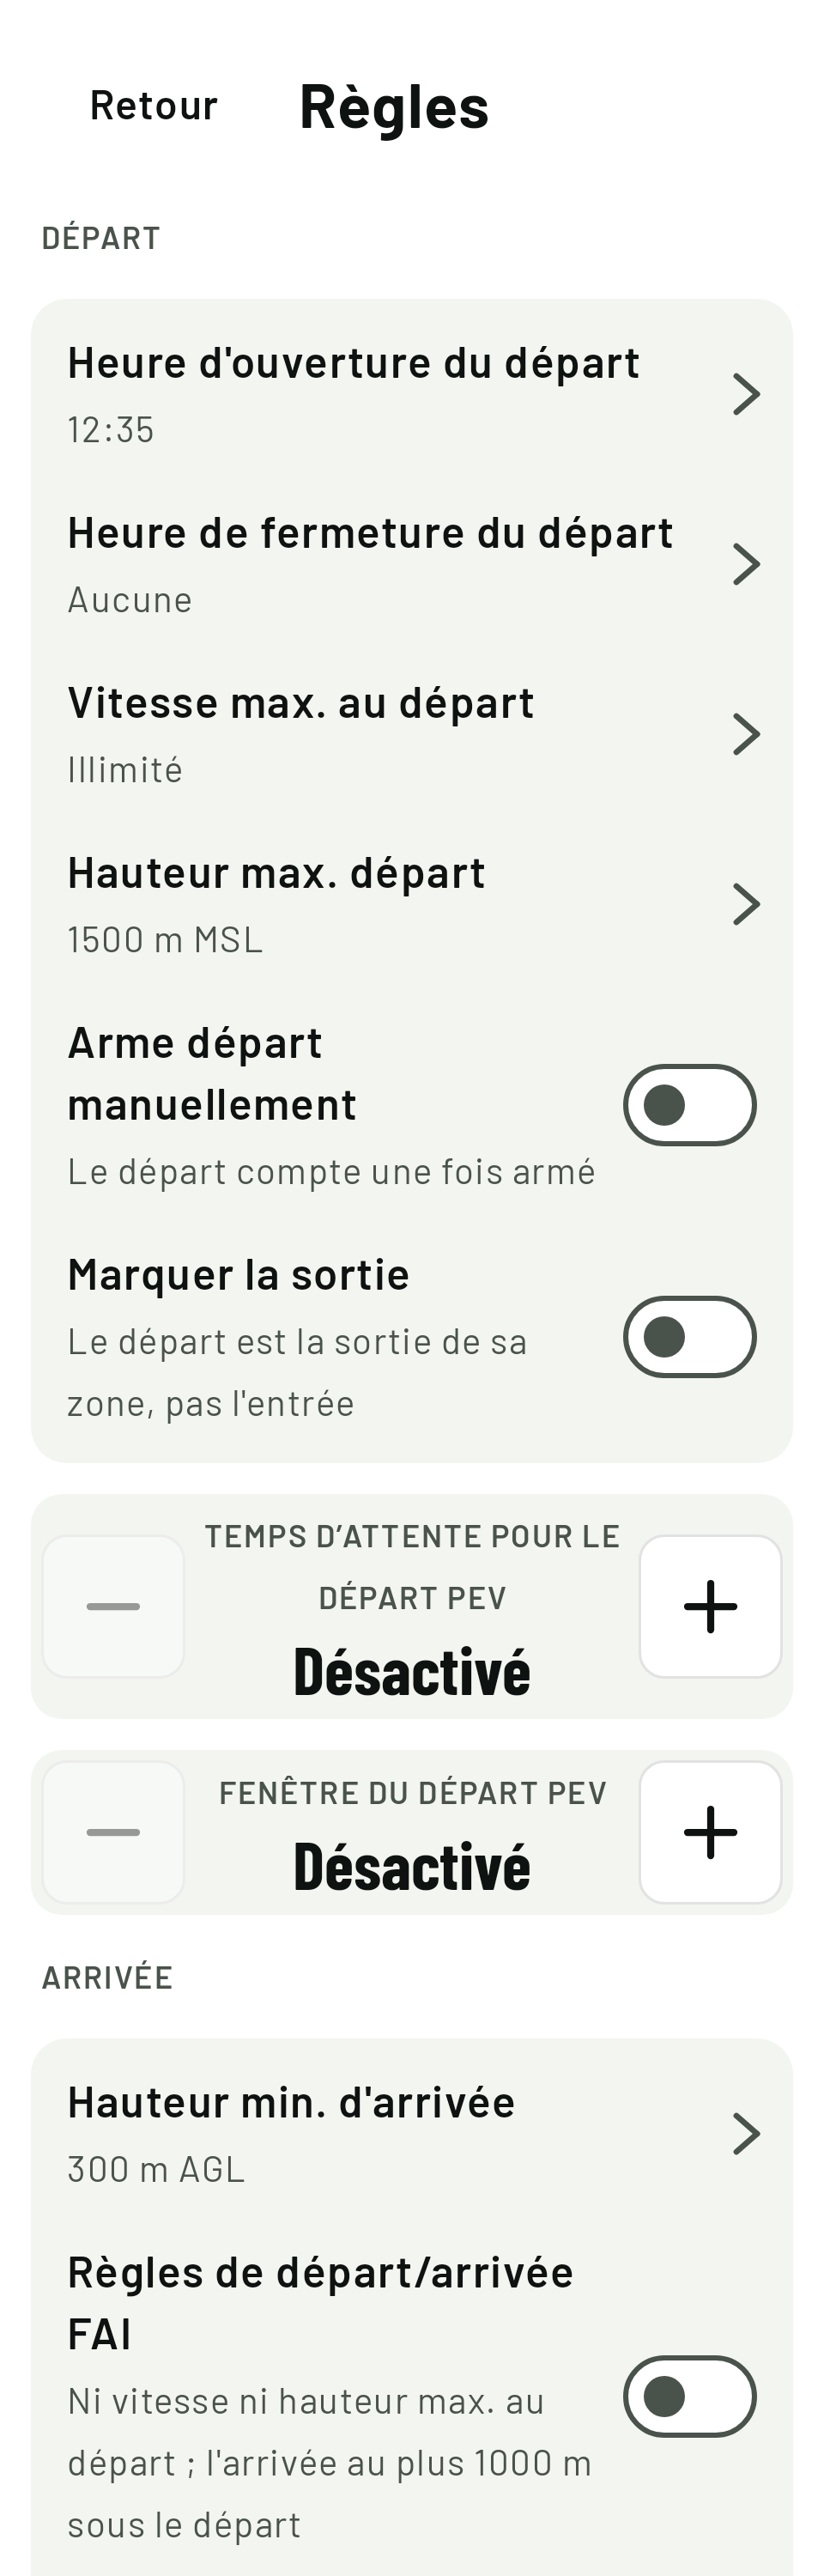 Retour
Règles
DÉPART
Heure d'ouverture du départ
12:35
Heure de fermeture du départ
Aucune
Vitesse max. au départ
Illimité
Hauteur max. départ
1500 m MSL
Arme départ
manuellement
Le départ compte une fois armé
Marquer la sortie
Le départ est la sortie de sa
zone, pas l'entrée
TEMPS D’ATTENTE POUR LE
DÉPART PEV
Désactivé
FENÊTRE DU DÉPART PEV
Désactivé
ARRIVÉE
Hauteur min. d'arrivée
300 m AGL
Règles de départ/arrivée
FAI
Ni vitesse ni hauteur max. au
départ ; l'arrivée au plus 1000 m
sous le départ